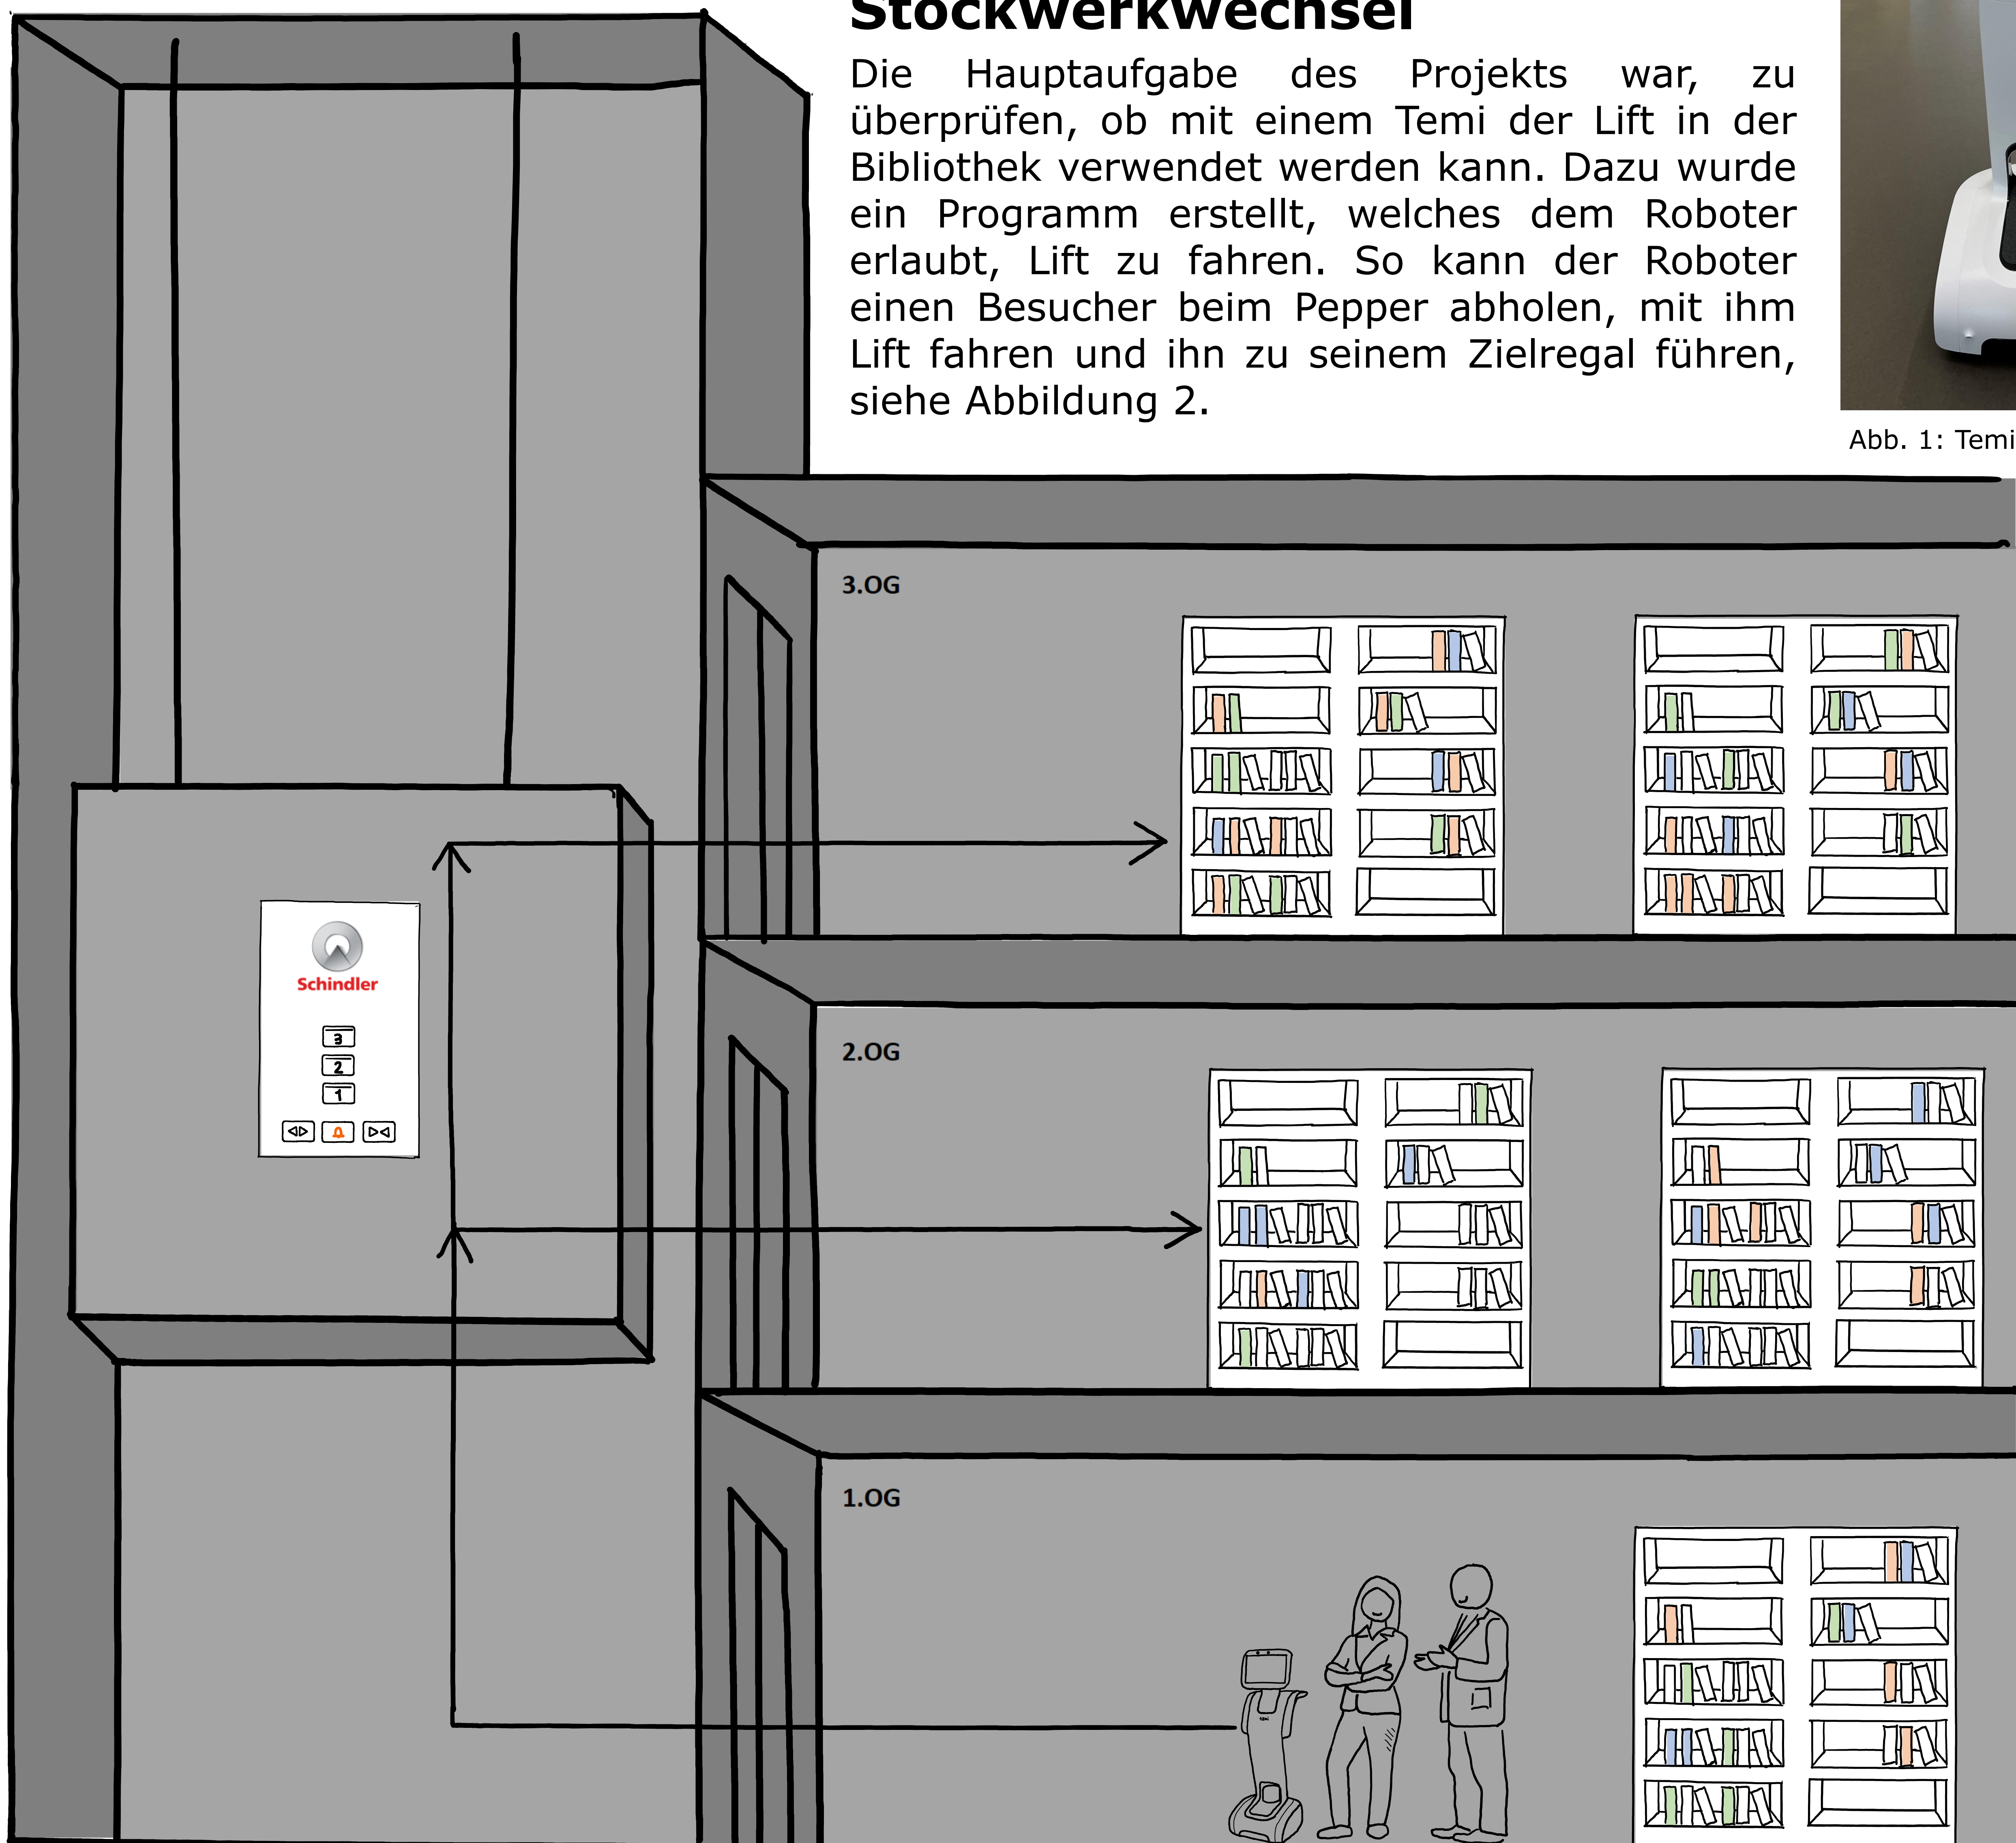 Stockwerkwechsel
Die Hauptaufgabe des Projekts war, zu
überprüfen, ob mit einem Temi der Lift in der
Bibliothek verwendet werden kann. Dazu wurde
ein Programm erstellt, welches dem Roboter
erlaubt, Lift zu fahren. So kann der Roboter
einen Besucher beim Pepper abholen, mit ihm
Lift fahren und ihn zu seinem Zielregal führen,
siehe Abbildung 2.
Abb. 1: Temi
3.OG
Schindler
3
2
1
2.OG
1.OG